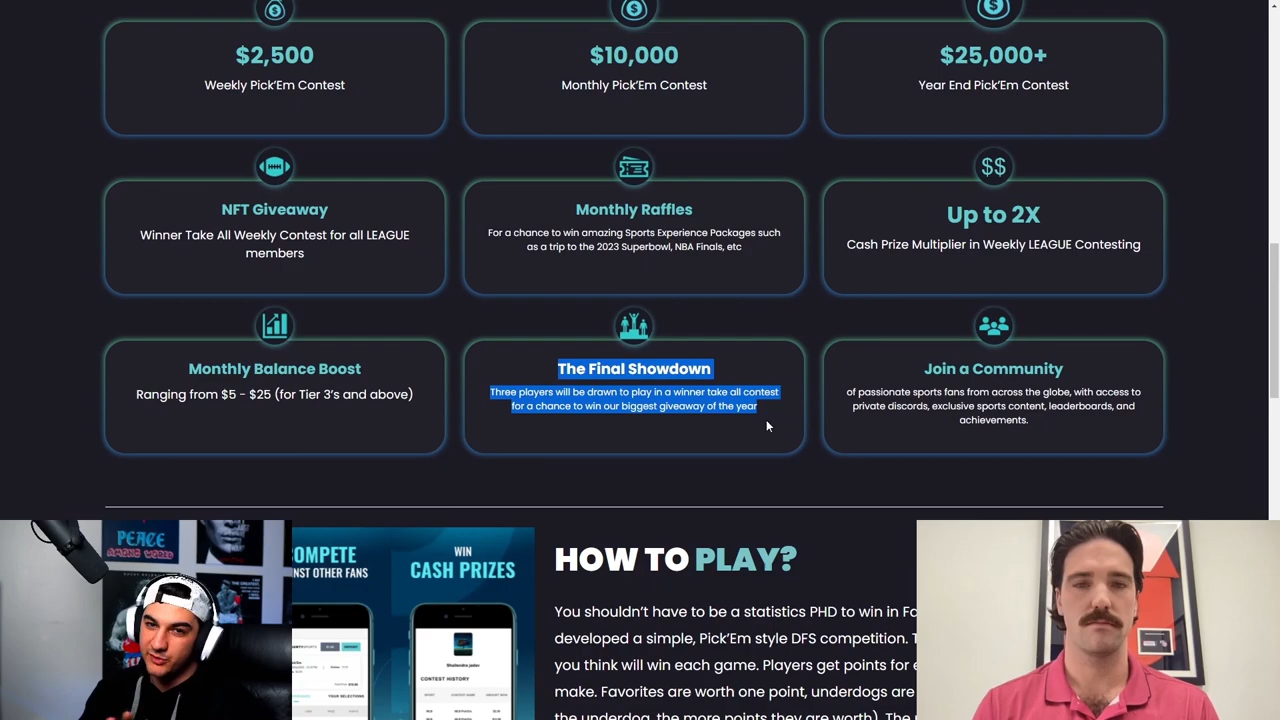 $2,500
Weekly Pick'Em Contest
$10,000
Monthly Pick'Em Contest
$25,000+
Year End Pick'Em Contest
$$
NFT Giveaway
Winner Take All Weekly Contest for all LEAGUE
members
Monthly Raffles
For a chance to win amazing Sports Experience Packages such
as a trip to the 2023 Superbowl, NBA Finals, etc
Up to 2X
Cash Prize Multiplier in Weekly LEAGUE Contesting
Monthly Balance Boost
Ranging from $5 - $25 (for Tier 3's and above)
The Final Showdown
Three players will be drawn to play in a winner take all contest
for a chance to win our biggest giveaway of the year
Join a Community
of passionate sports fans from across the globe, with access to
private discords, exclusive sports content, leaderboards, and
achievements.
PEACE
AMONG WORLD
OMPETE
NST OTHER FANS
WIN
CASH PRIZES
CONTEST HISTORY
YOUR SELECTIONS
HOW TO PLAY?
You shouldn't have to be a statistics PHD to win in Fa
developed a simple, Pick'Em style DFS competition. T
you think will win each game. Players get points for e
make. Favorites are worth one point, underdogs are